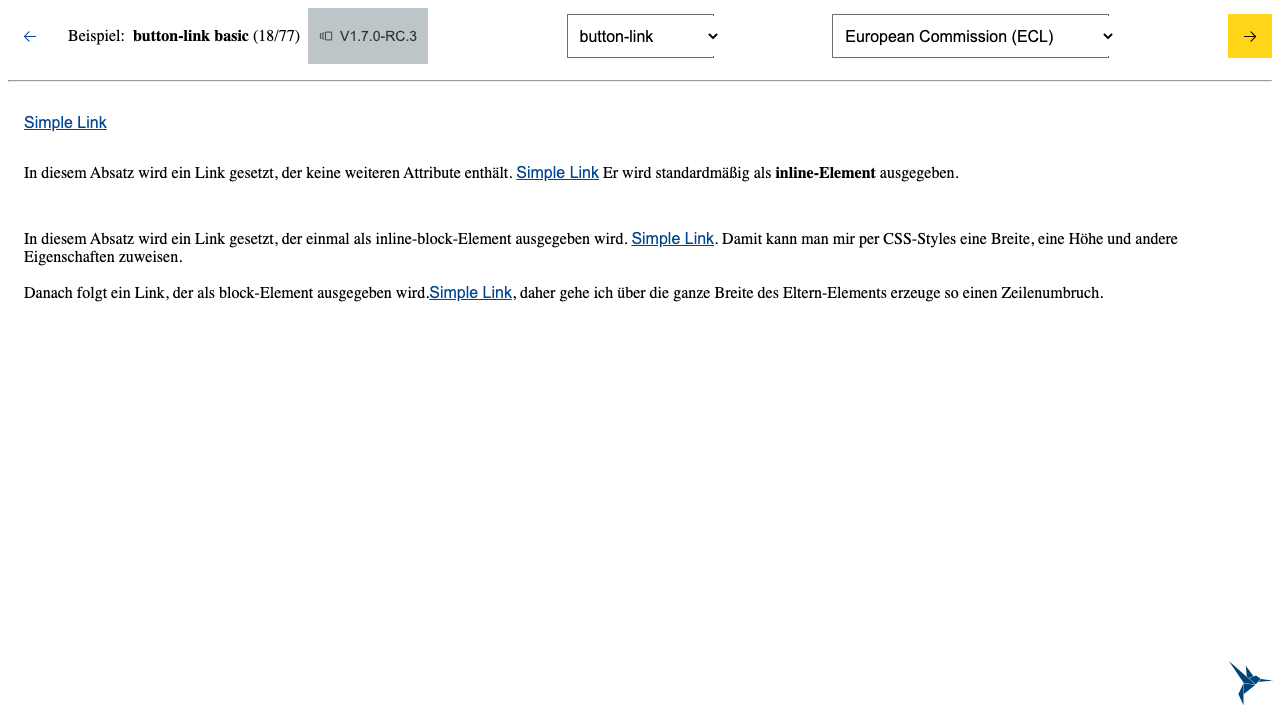 Beispiel: button-link basic (18/77) V1.7.0-RC.3 button-link European Commission (ECL)
Simple Link
In diesem Absatz wird ein Link gesetzt, der keine weiteren Attribute enthält. Simple Link Er wird standardmäßig als inline-Element ausgegeben.
In diesem Absatz wird ein Link gesetzt, der einmal als inline-block-Element ausgegeben wird. Simple Link. Damit kann man mir per CSS-Styles eine Breite, eine Höhe und andere
Eigenschaften zuweisen.
Danach folgt ein Link, der als block-Element ausgegeben wird.Simple Link, daher gehe ich über die ganze Breite des Eltern-Elements erzeuge so einen Zeilenumbruch.